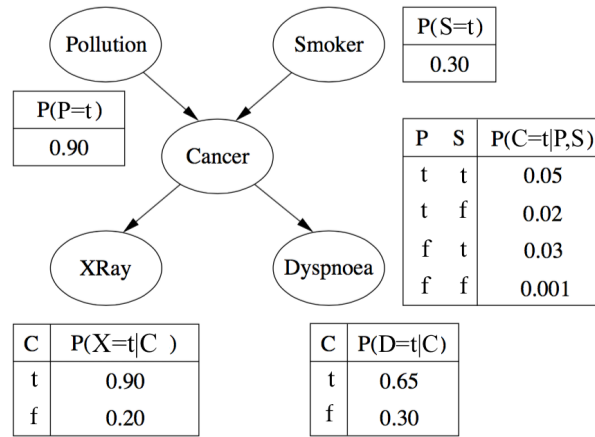 Pollution
Smoker
P(S=t)
0.30
P(P=t)
0.90
Cancer
P S P(C=t|P,S)
t t 0.05
t f 0.02
f t 0.03
f f 0.001
XRay
Dyspnoea
C P(X=t|C )
t 0.90
f 0.20
C P(D=t|C)
t 0.65
f 0.30